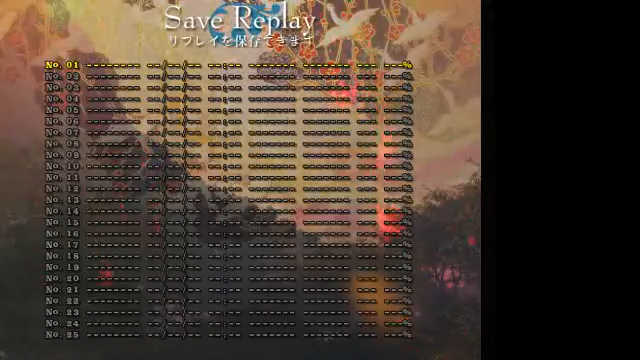 Save Replay
リプレイを保存できます
No. 01 -------- --/--/-- --:-- ------- ------- --- ---%
No. 02 -------- --/--/-- --:-- ------- ------- --- ---%
No. 03 -------- --/--/-- --:-- ------- ------- --- ---%
No. 04 -------- --/--/-- --:-- ------- ------- --- ---%
No. 05 -------- --/--/-- --:-- ------- ------- --- ---%
No. 06 -------- --/--/-- --:-- ------- ------- --- ---%
No. 07 -------- --/--/-- --:-- ------- ------- --- ---%
No. 08 -------- --/--/-- --:-- ------- ------- --- ---%
No. 09 -------- --/--/-- --:-- ------- ------- --- ---%
No. 10 -------- --/--/-- --:-- ------- ------- --- ---%
No. 11 -------- --/--/-- --:-- ------- ------- --- ---%
No. 12 -------- --/--/-- --:-- ------- ------- --- ---%
No. 13 -------- --/--/-- --:-- ------- ------- --- ---%
No. 14 -------- --/--/-- --:-- ------- ------- --- ---%
No. 15 -------- --/--/-- --:-- ------- ------- --- ---%
No. 16 -------- --/--/-- --:-- ------- ------- --- ---%
No. 17 -------- --/--/-- --:-- ------- ------- --- ---%
No. 18 -------- --/--/-- --:-- ------- ------- --- ---%
No. 19 -------- --/--/-- --:-- ------- ------- --- ---%
No. 20 -------- --/--/-- --:-- ------- ------- --- ---%
No. 21 -------- --/--/-- --:-- ------- ------- --- ---%
No. 22 -------- --/--/-- --:-- ------- ------- --- ---%
No. 23 -------- --/--/-- --:-- ------- ------- --- ---%
No. 24 -------- --/--/-- --:-- ------- ------- --- ---%
No. 25 -------- --/--/-- --:-- ------- ------- --- ---%